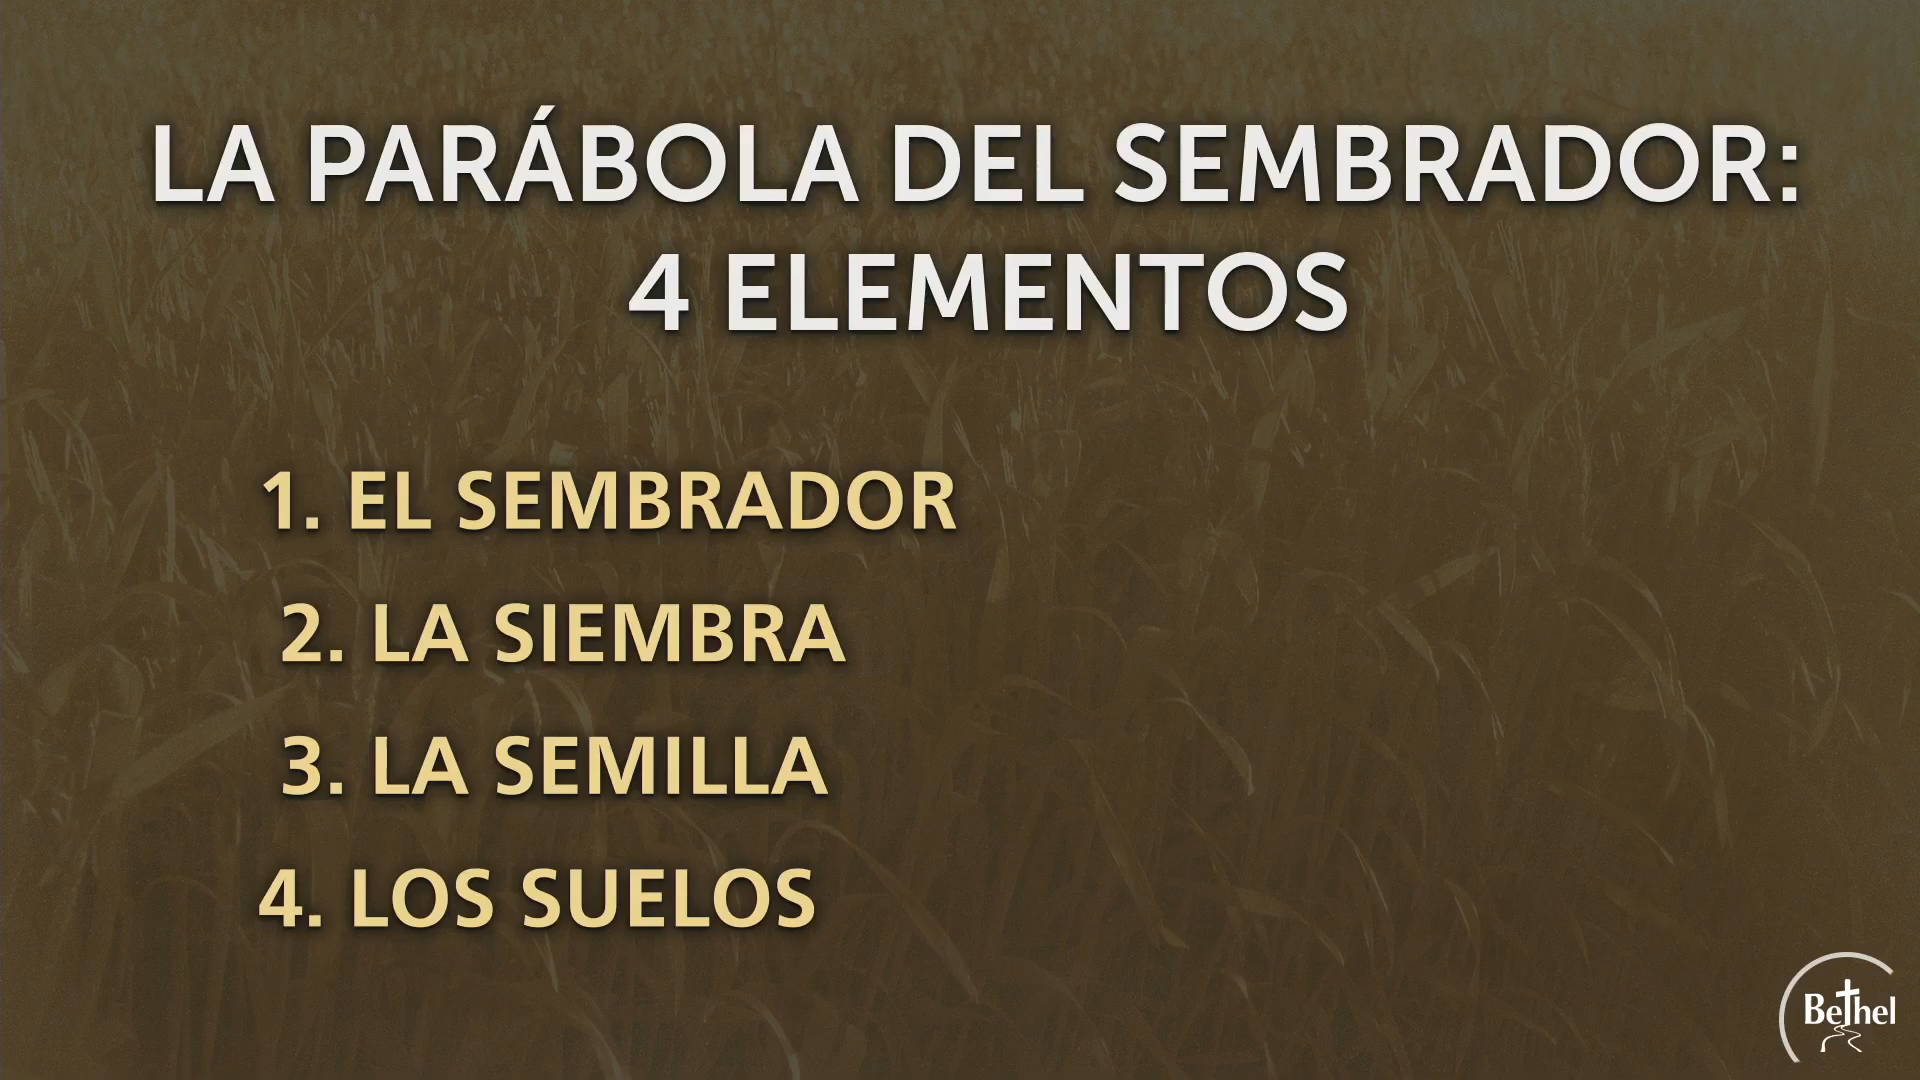 LA PARÁBOLA DEL SEMBRADOR:
4 ELEMENTOS
1. EL SEMBRADOR
2. LA SIEMBRA
3. LA SEMILLA
4. LOS SUELOS
Bethel